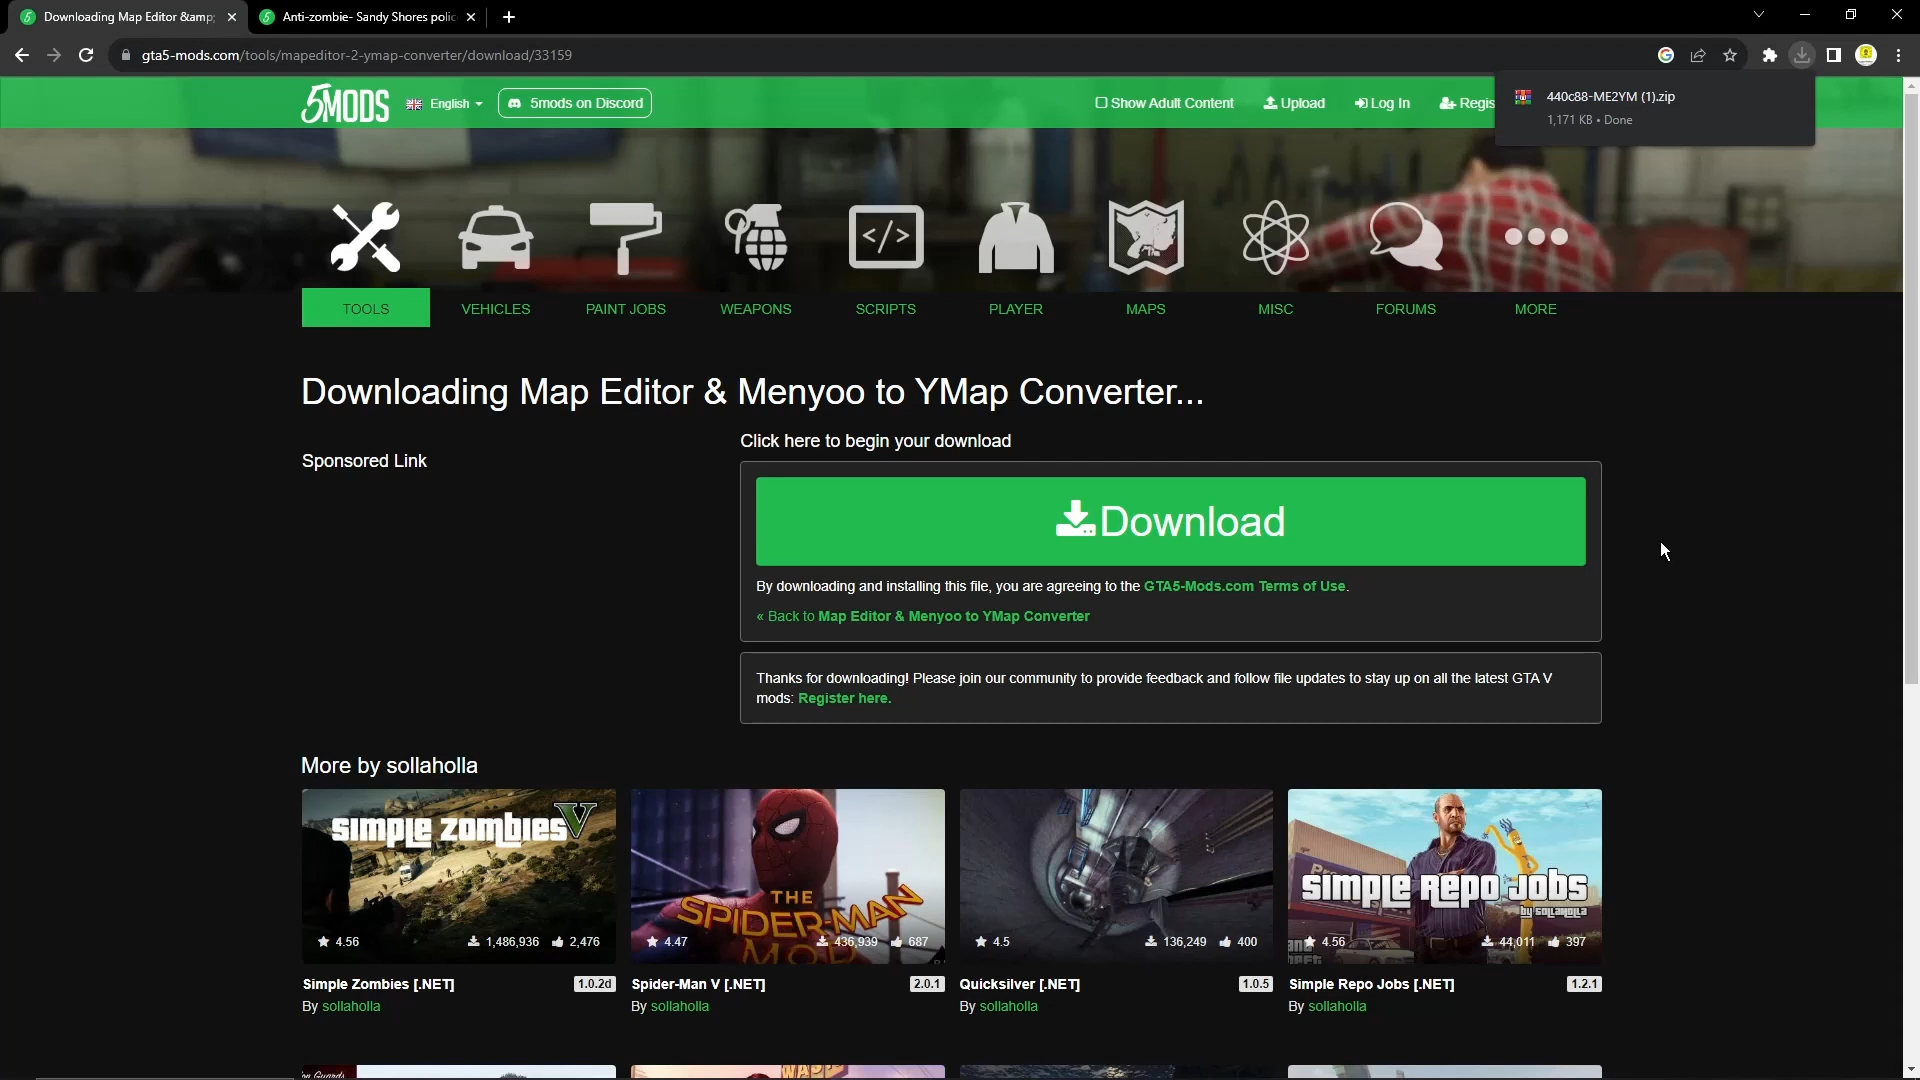 Downloading Map Editor &amp;
Anti-zombie- Sandy Shores polic
gta5-mods.com/tools/mapeditor-2-ymap-converter/download/33159
440c88-ME2YM (1).zip
1,171 KB • Done
5MODS
English
5mods on Discord
Show Adult Content
Upload
Log In
Regis
TOOLS
VEHICLES
PAINT JOBS
WEAPONS
SCRIPTS
PLAYER
MAPS
MISC
FORUMS
MORE
Downloading Map Editor & Menyoo to YMap Converter...
Sponsored Link
Click here to begin your download
Download
By downloading and installing this file, you are agreeing to the GTA5-Mods.com Terms of Use.
« Back to Map Editor & Menyoo to YMap Converter
Thanks for downloading! Please join our community to provide feedback and follow file updates to stay up on all the latest GTA V
mods: Register here.
More by sollaholla
simple zombies V
4.56
1,486,936
2,476
THE
SPIDER-MAN
MOD
4.47
436,939
687
4.5
136,249
400
simple Repo Jobs
by sollaholla
4.56
44,011
397
Simple Zombies [.NET]
1.0.2d
By sollaholla
Spider-Man V [.NET]
2.0.1
By sollaholla
Quicksilver [.NET]
1.0.5
By sollaholla
Simple Repo Jobs [.NET]
1.2.1
By sollaholla